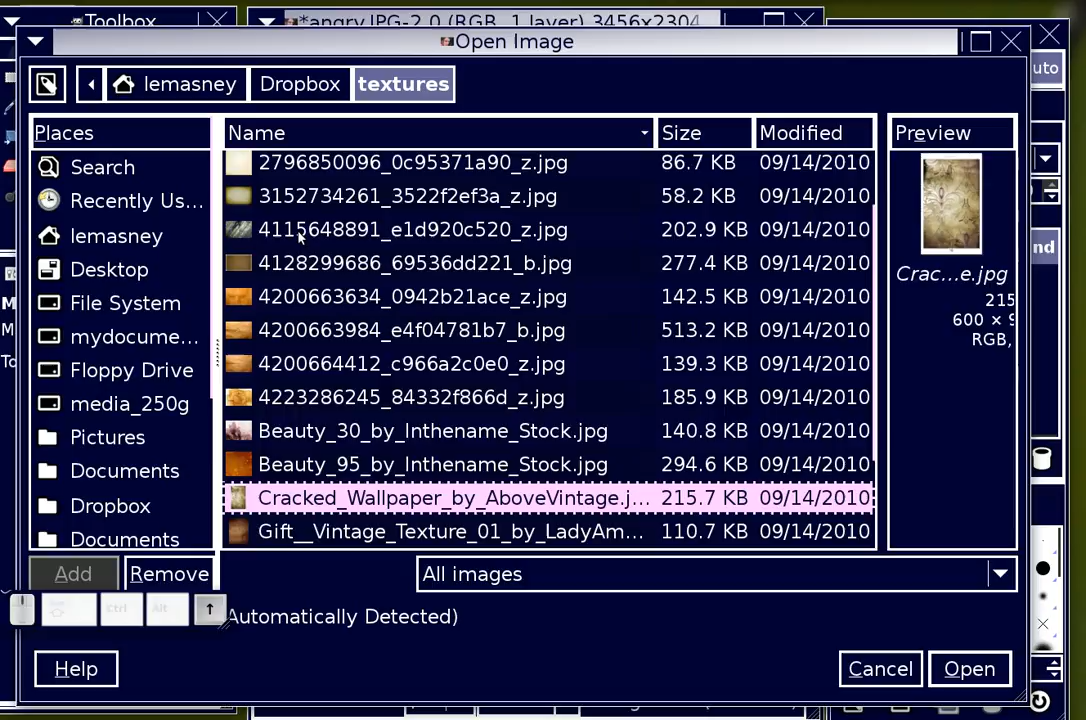 Toolbox
*angry.JPG-2.0 (RGB, 1 layer) 3456x2304
Open Image
uto
lemasney Dropbox textures
Places
Search
Recently Us...
lemasney
Desktop
File System
mydocume...
Floppy Drive
media_250g
Pictures
Documents
Dropbox
Documents
Add Remove
Name Size Modified
2796850096_0c95371a90_z.jpg 86.7 KB 09/14/2010
3152734261_3522f2ef3a_z.jpg 58.2 KB 09/14/2010
4115648891_e1d920c520_z.jpg 202.9 KB 09/14/2010
4128299686_69536dd221_b.jpg 277.4 KB 09/14/2010
4200663634_0942b21ace_z.jpg 142.5 KB 09/14/2010
4200663984_e4f04781b7_b.jpg 513.2 KB 09/14/2010
4200664412_c966a2c0e0_z.jpg 139.3 KB 09/14/2010
4223286245_84332f866d_z.jpg 185.9 KB 09/14/2010
Beauty_30_by_Inthename_Stock.jpg 140.8 KB 09/14/2010
Beauty_95_by_Inthename_Stock.jpg 294.6 KB 09/14/2010
Cracked_Wallpaper_by_AboveVintage.j... 215.7 KB 09/14/2010
Gift__Vintage_Texture_01_by_LadyAm... 110.7 KB 09/14/2010
Preview
Crac...e.jpg
215
600 × 9
RGB,
nd
M
M
To
All images
Ctrl Alt
Automatically Detected)
Help Cancel Open